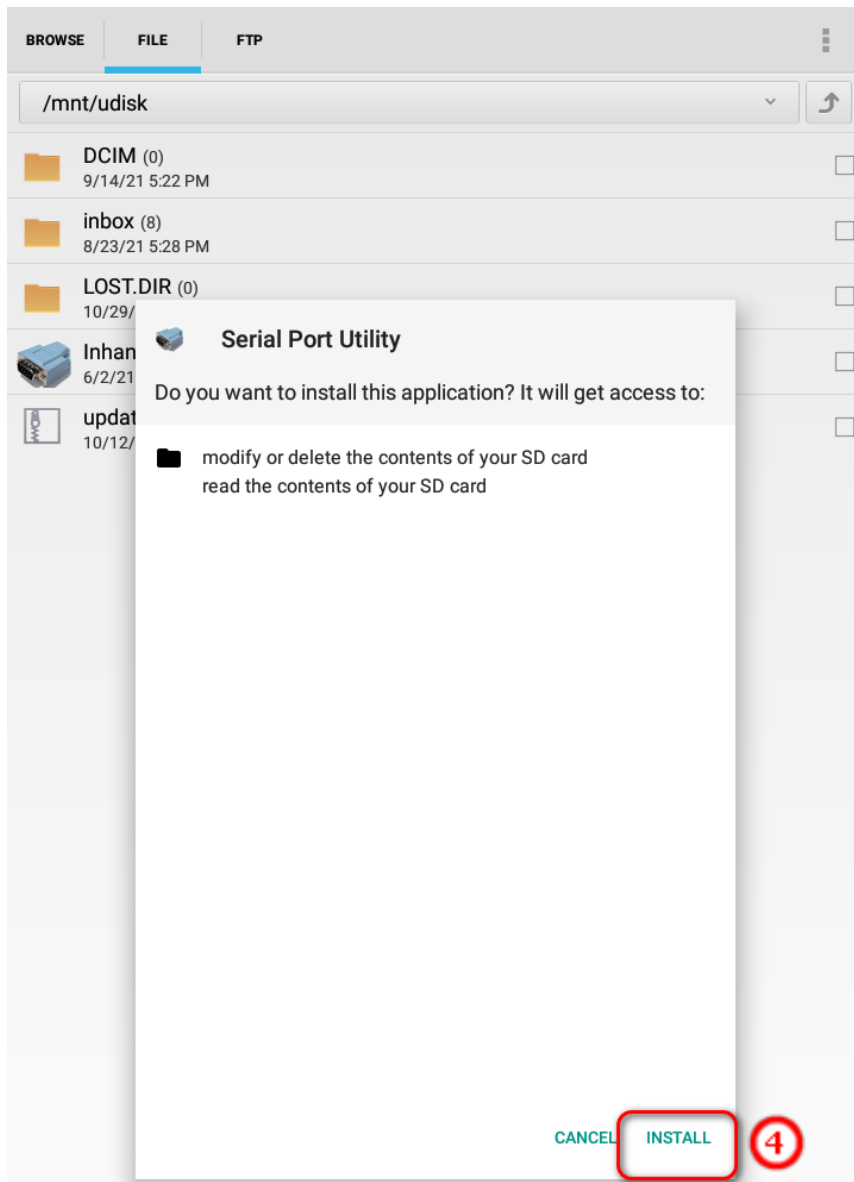 BROWSE FILE FTP
/mnt/udisk
DCIM (0)
9/14/21 5:22 PM
inbox (8)
8/23/21 5:28 PM
LOST.DIR (0)
10/29/
Inhan
6/2/21
updat
10/12/
Serial Port Utility
Do you want to install this application? It will get access to:
modify or delete the contents of your SD card
read the contents of your SD card
CANCEL INSTALL 4